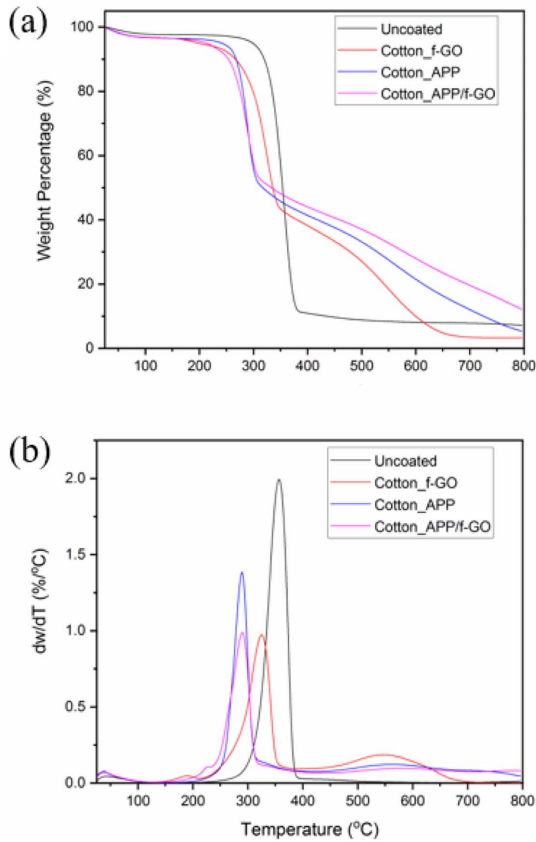 (a)
Uncoated
Cotton_f-GO
Cotton_APP
Cotton_APP/f-GO
Weight Percentage (%)
100
80
60
40
20
0
100 200 300 400 500 600 700 800
(b)
Uncoated
Cotton_f-GO
Cotton_APP
Cotton_APP/f-GO
dw/dT (%/ºC)
2.0
1.5
1.0
0.5
0.0
100 200 300 400 500 600 700 800
Temperature (ºC)